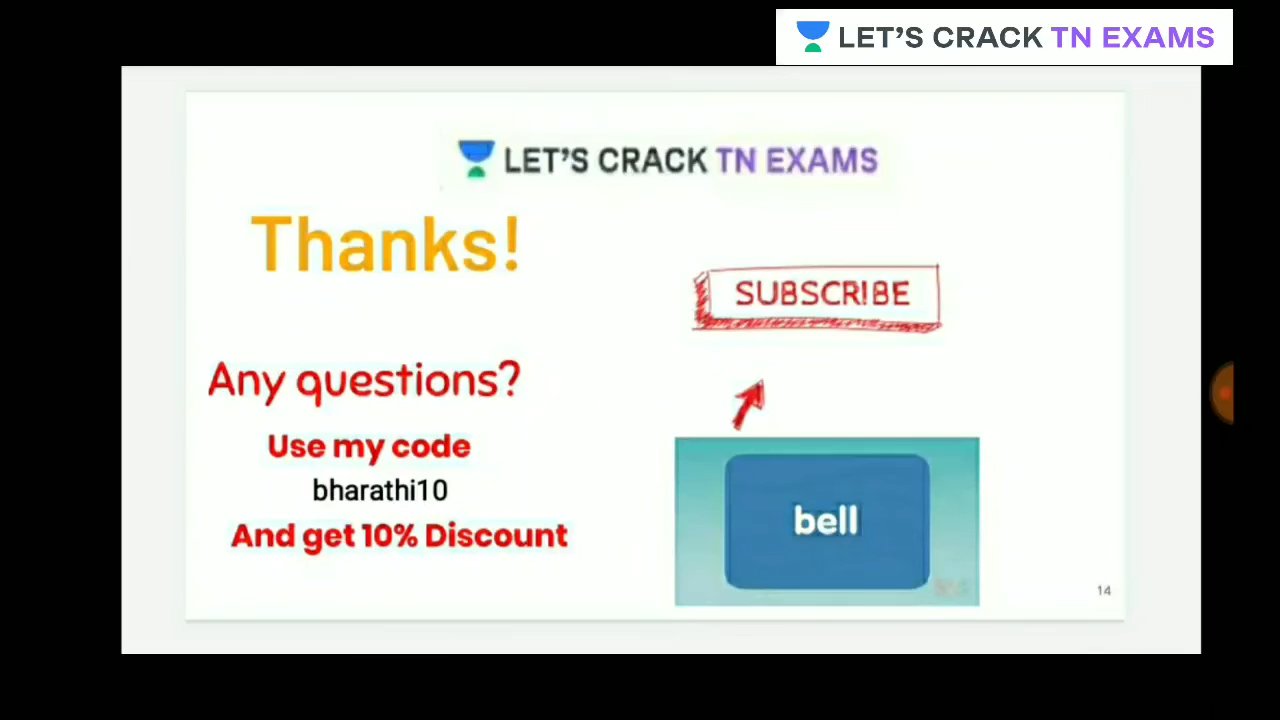 LET'S CRACK TN EXAMS
LET'S CRACK TN EXAMS
Thanks!
SUBSCRIBE
Any questions?
Use my code
bharathi10
And get 10% Discount
bell
14